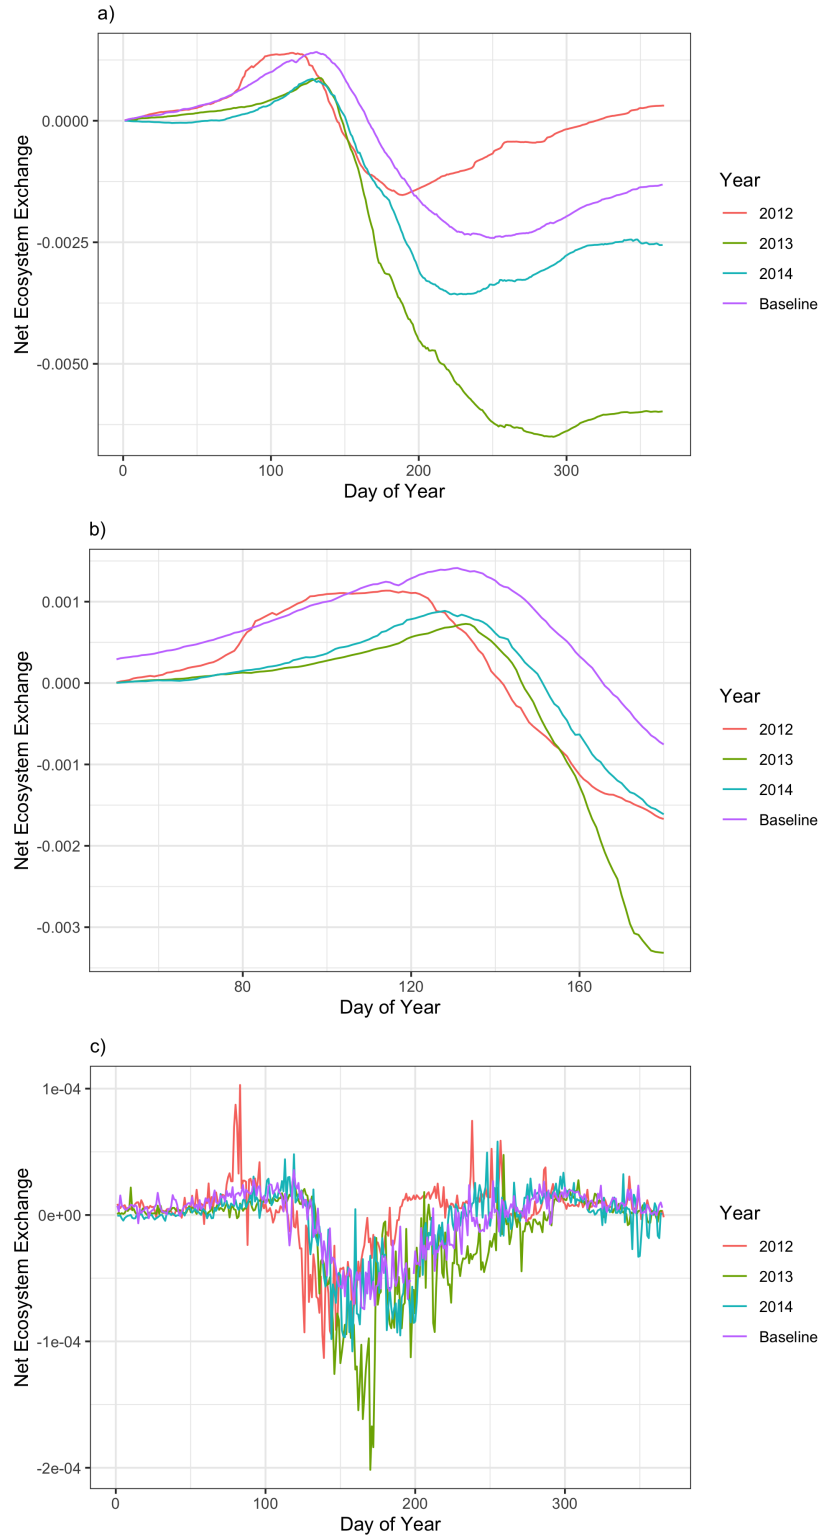 a)
Net Ecosystem Exchange
0.0000
-0.0025
-0.0050
0
100
200
300
Day of Year
Year
2012
2013
2014
Baseline
b)
Net Ecosystem Exchange
0.001
0.000
-0.001
-0.002
-0.003
80
120
160
Day of Year
Year
2012
2013
2014
Baseline
c)
Net Ecosystem Exchange
1e-04
0e+00
-1e-04
-2e-04
0
100
200
300
Day of Year
Year
2012
2013
2014
Baseline